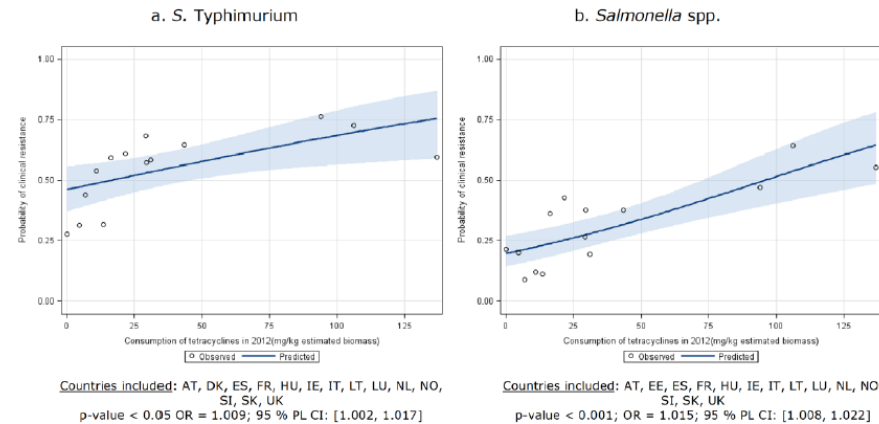 a. S. Typhimurium
1.00
0.75
0.50
0.25
0.00
Probability of clinical resistance
0 25 50 75 100 125
Consumption of tetracyclines in 2012(mg/kg estimated biomass)
○ Observed — Predicted
Countries included: AT, DK, ES, FR, HU, IE, IT, LT, LU, NL, NO,
SI, SK, UK
p-value < 0.05 OR = 1.009; 95 % PL CI: [1.002, 1.017]
b. Salmonella spp.
1.00
0.75
0.50
0.25
0.00
Probability of clinical resistance
0 25 50 75 100 125
Consumption of tetracyclines in 2012(mg/kg estimated biomass)
○ Observed — Predicted
Countries included: AT, EE, ES, FR, HU, IE, IT, LT, LU, NL, NO
SI, SK, UK
p-value < 0.001; OR = 1.015; 95 % PL CI: [1.008, 1.022]